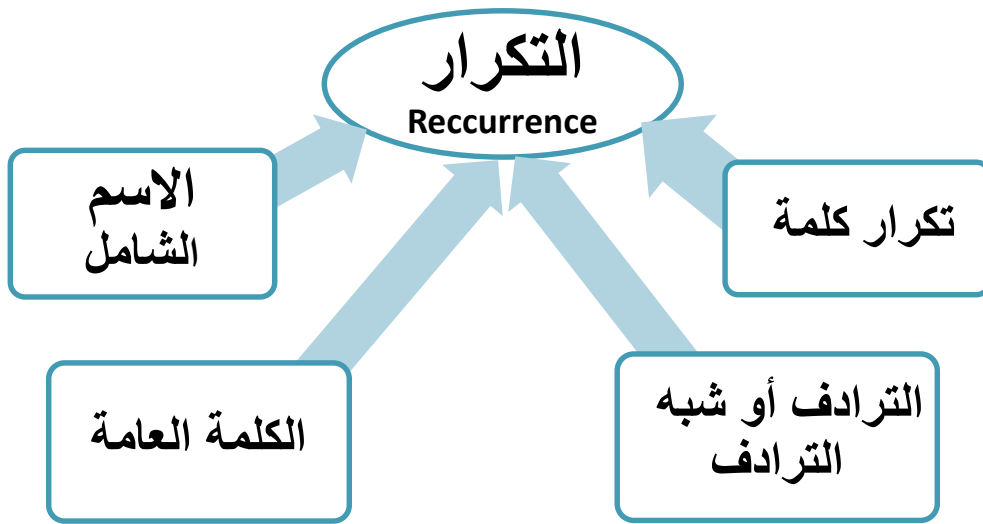 التكرار
Reccurrence
تكرار كلمة
الترادف أو شبه
الترادف
الكلمة العامة
الاسم
الشامل